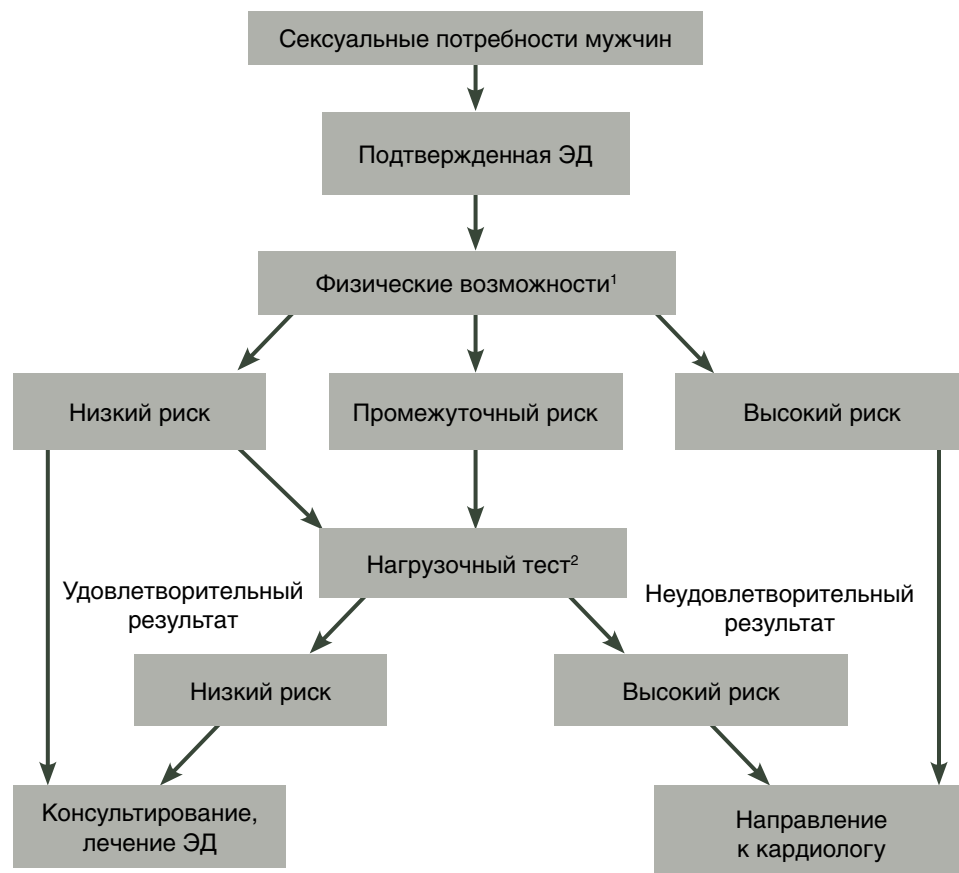 Сексуальные потребности мужчин
Подтвержденная ЭД
Физические возможности¹
Низкий риск
Промежуточный риск
Высокий риск
Нагрузочный тест²
Удовлетворительный
результат
Неудовлетворительный
результат
Низкий риск
Высокий риск
Консультирование,
лечение ЭД
Направление
к кардиологу